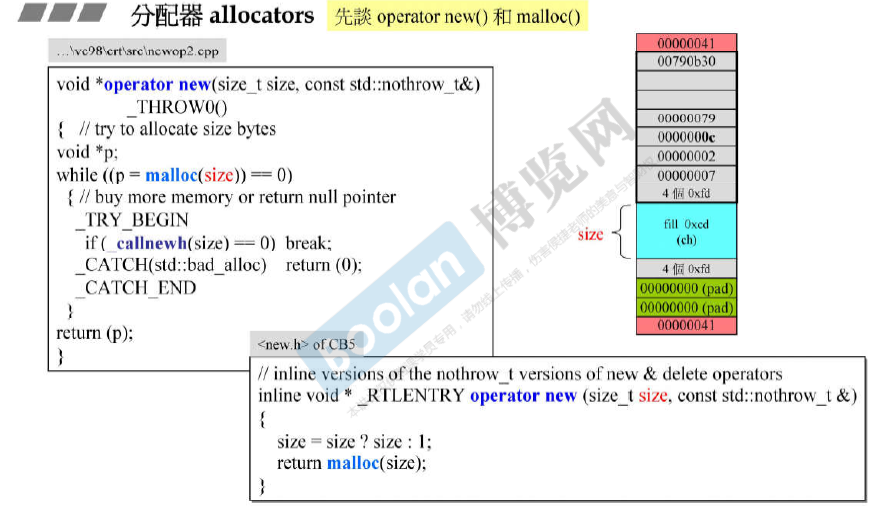 分配器 allocators
先談 operator new() 和 malloc()
...\vc98\crt\src\newop2.cpp
void *operator new(size_t size, const std::nothrow_t&)
_THROW0()
{ // try to allocate size bytes
void *p;
while ((p = malloc(size)) == 0)
{ // buy more memory or return null pointer
_TRY_BEGIN
if (_callnewh(size) == 0) break;
_CATCH(std::bad_alloc) return (0);
_CATCH_END
}
return (p);
}
<new.h> of CB5
// inline versions of the nothrow_t versions of new & delete operators
inline void * _RTLENTRY operator new (size_t size, const std::nothrow_t &)
{
size = size ? size : 1;
return malloc(size);
}
00000041
00790b30
00000079
0000000c
00000002
00000007
4 個 0xfd
size
fill 0xcd
(ch)
4 個 0xfd
00000000 (pad)
00000000 (pad)
00000041
boolan
博览网